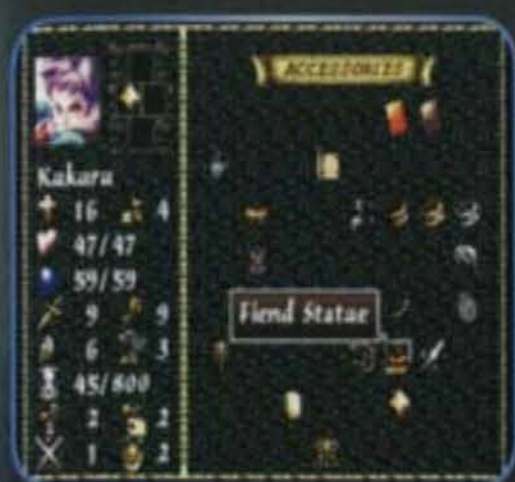 ACCESSORIES
Kakara
16 4
47/47
59/59
9 9
Fiend Statue
6 3
45/800
2 2
1 2